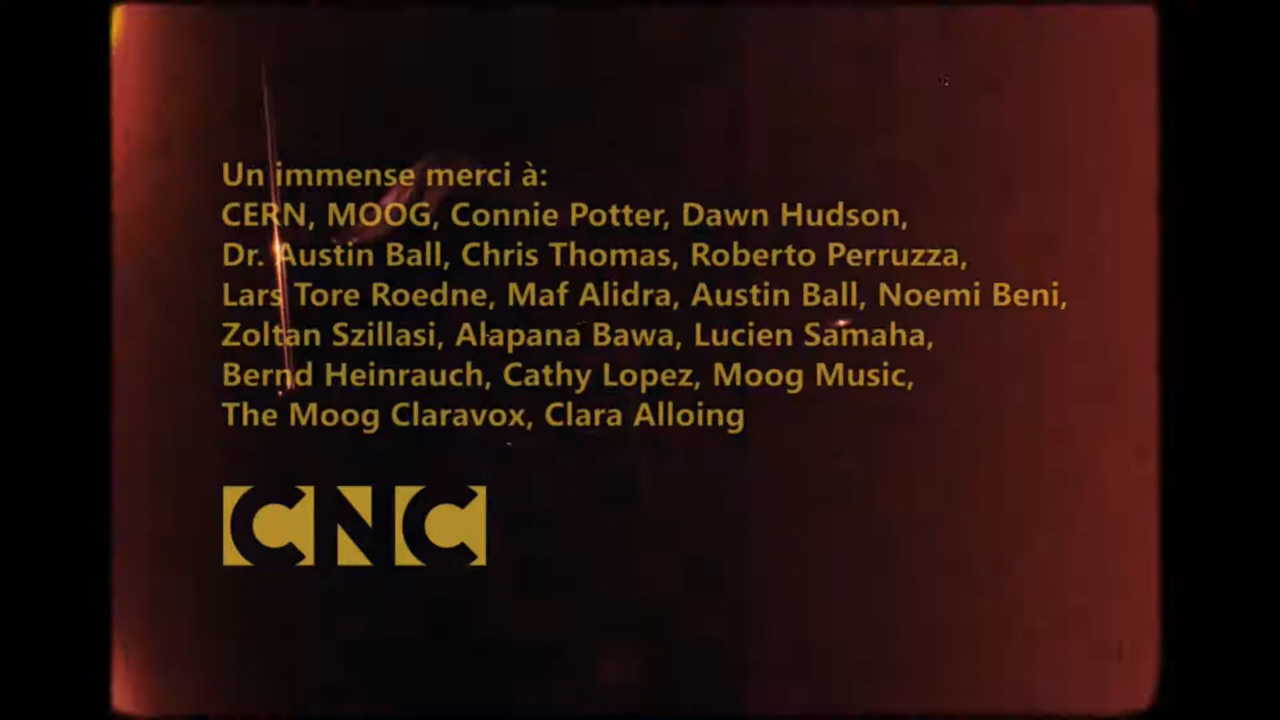 Un immense merci à:
CERN, MOOG, Connie Potter, Dawn Hudson,
Dr. Austin Ball, Chris Thomas, Roberto Perruzza,
Lars Tore Roedne, Maf Alidra, Austin Ball, Noemi Beni,
Zoltan Szillasi, Alapana Bawa, Lucien Samaha,
Bernd Heinrauch, Cathy Lopez, Moog Music,
The Moog Claravox, Clara Alloing
CNC